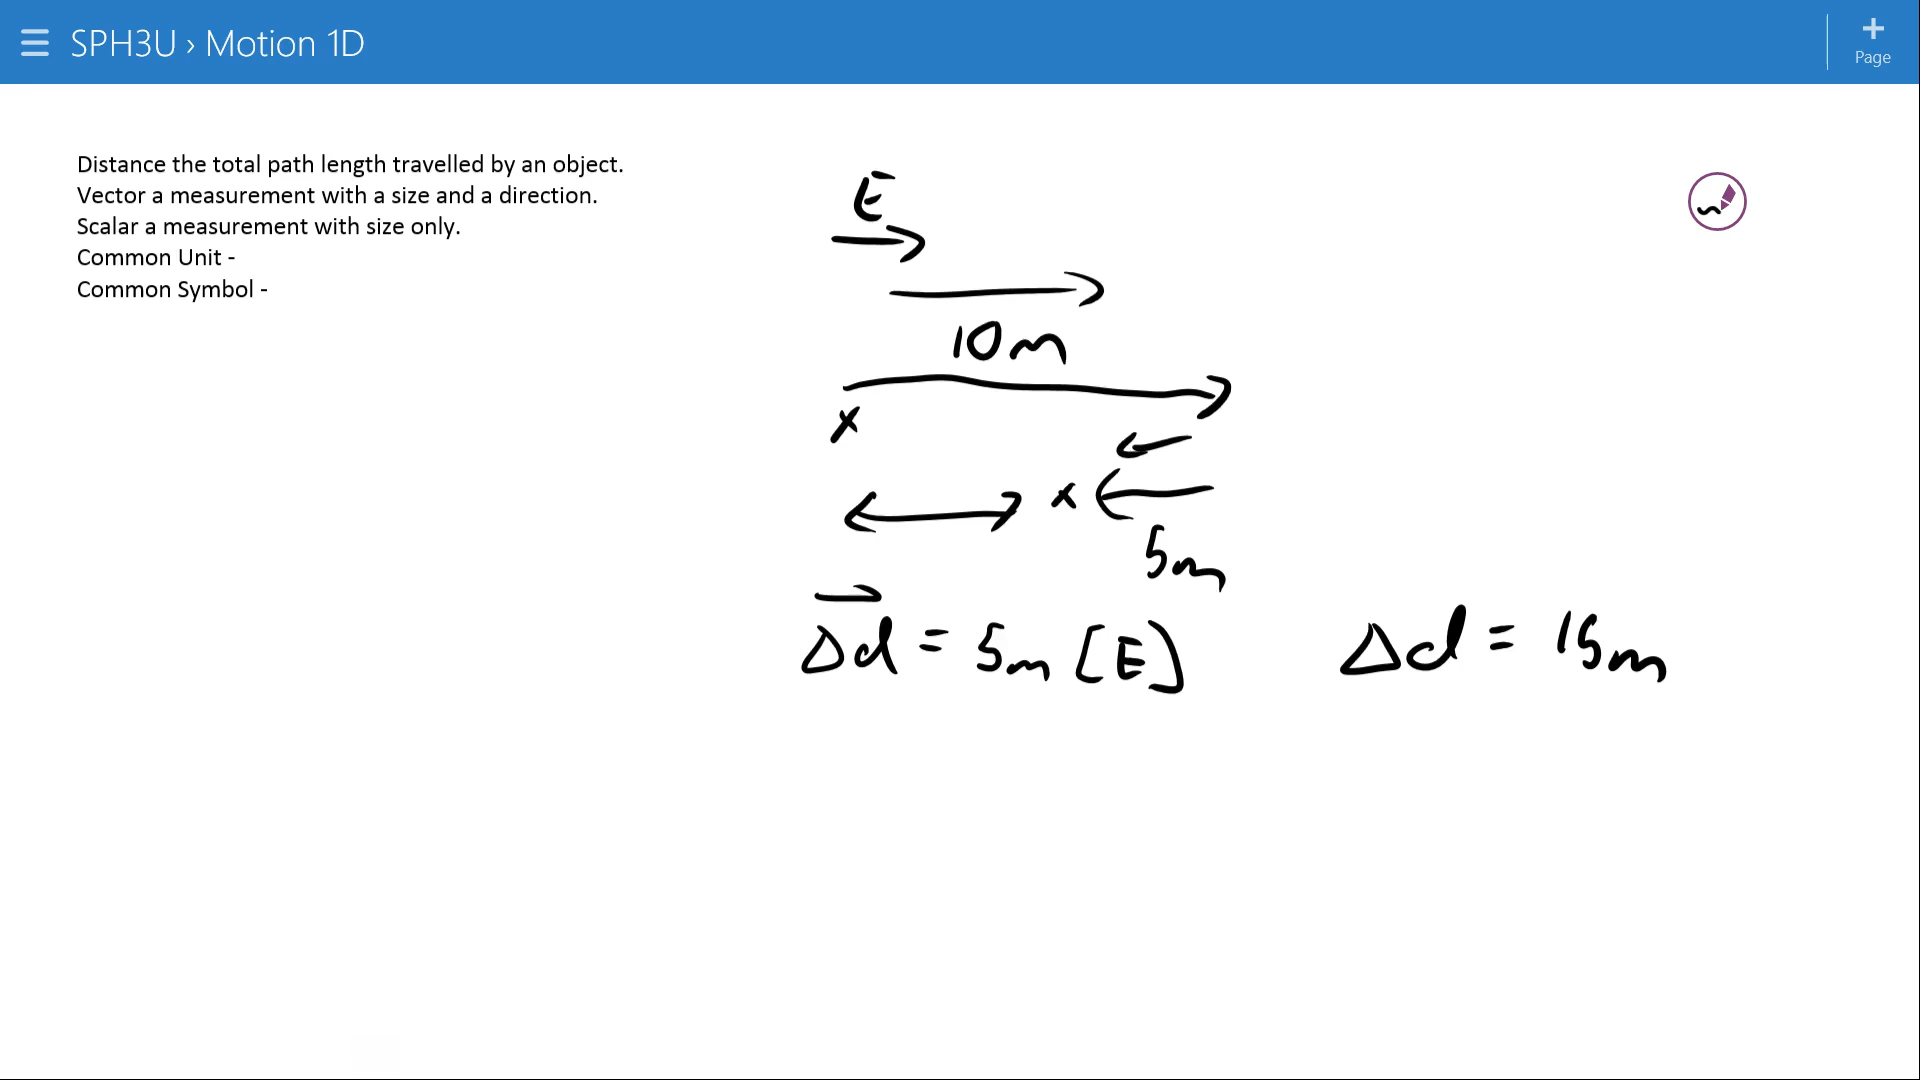 SPH3U › Motion 1D
Page
Distance the total path length travelled by an object.
Vector a measurement with a size and a direction.
Scalar a measurement with size only.
Common Unit -
Common Symbol -
E
10m
x
x
5m
Δd = 5m [E]
Δd = 15m